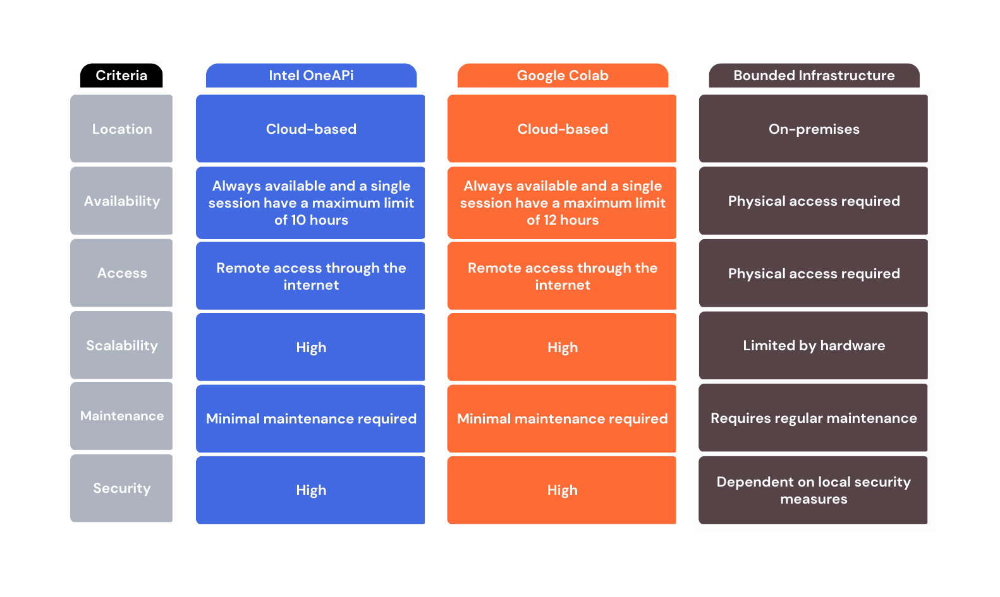 Criteria
Intel OneAPi
Google Colab
Bounded Infrastructure
Location
Cloud-based
Cloud-based
On-premises
Availability
Always available and a single
session have a maximum limit
of 10 hours
Always available and a single
session have a maximum limit
of 12 hours
Physical access required
Access
Remote access through the
internet
Remote access through the
internet
Physical access required
Scalability
High
High
Limited by hardware
Maintenance
Minimal maintenance required
Minimal maintenance required
Requires regular maintenance
Security
High
High
Dependent on local security
measures